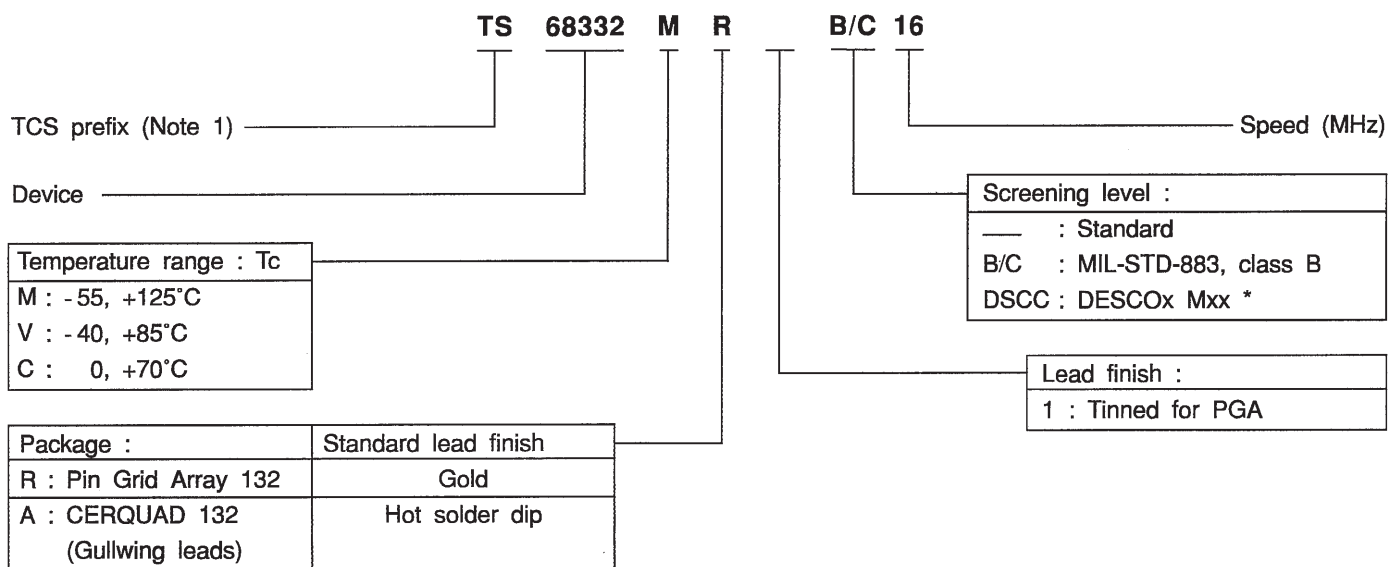 TS 68332 M R B/C 16
TCS prefix (Note 1)
Speed (MHz)
Device
Screening level :
— : Standard
B/C : MIL-STD-883, class B
DSCC : DESCOx Mxx *
Temperature range : Tc
M : -55, +125°C
V : -40, +85°C
C : 0, +70°C
Lead finish :
1 : Tinned for PGA
Package : Standard lead finish
R : Pin Grid Array 132 Gold
A : CERQUAD 132 Hot solder dip
(Gullwing leads)